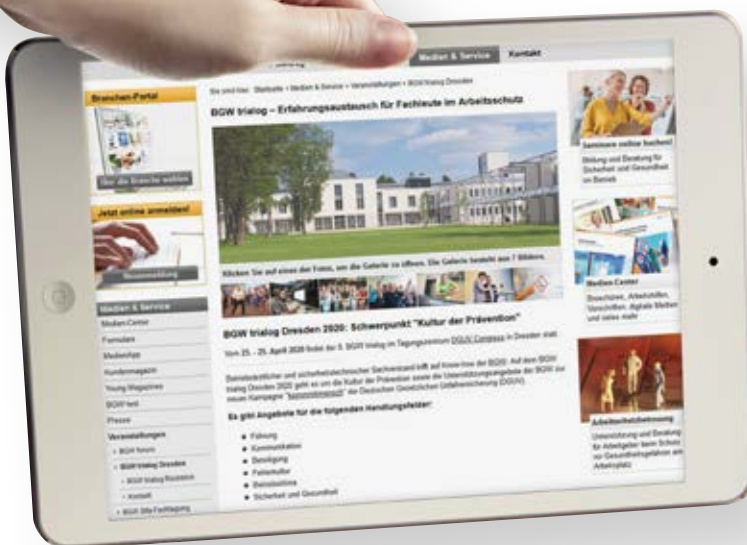 Medien & Service
Kontakt
Branchen-Portal
Hier die Branche wählen
Jetzt online anmelden!
Medien & Service
Medien-Center
Formulare
Kundenmagazin
Young Magazines
BGW test
Presse
Veranstaltungen
BGW forum
BGW trialog Dresden
BGW trialog Rückblick
Kontakt
Sie sind hier: Startseite > Medien & Service > Veranstaltungen > BGW trialog Dresden
BGW trialog – Erfahrungsaustausch für Fachleute im Arbeitsschutz
Klicken Sie auf eines der Fotos, um die Galerie zu öffnen. Die Galerie besteht aus 7 Bildern.
BGW trialog Dresden 2020: Schwerpunkt "Kultur der Prävention"
Vom 23. - 25. April 2020 findet der 9. BGW trialog im Tagungszentrum DGUV Congress in Dresden statt.
Betriebsärztlicher und sicherheitstechnischer Sachverstand trifft auf Know-how der BGW: Auf dem BGW
trialog Dresden 2020 geht es um die Kultur der Prävention sowie die Unterstützungsangebote der BGW zur
neuen Kampagne "kommmitmensch" der Deutschen Gesetzlichen Unfallversicherung (DGUV).
Es gibt Angebote für die folgenden Handlungsfelder:
Führung
Kommunikation
Beteiligung
Fehlerkultur
Betriebsklima
Sicherheit und Gesundheit
Seminare online buchen!
Bildung und Beratung für
Sicherheit und Gesundheit
im Betrieb
Medien-Center
Broschüren, Arbeitshilfen,
Vorschriften, digitale Medien
und vieles mehr
Arbeitsschutzbetreuung
Unterstützung und Beratung
für Arbeitgeber beim Schutz
vor Gesundheitsgefahren am
Arbeitsplatz